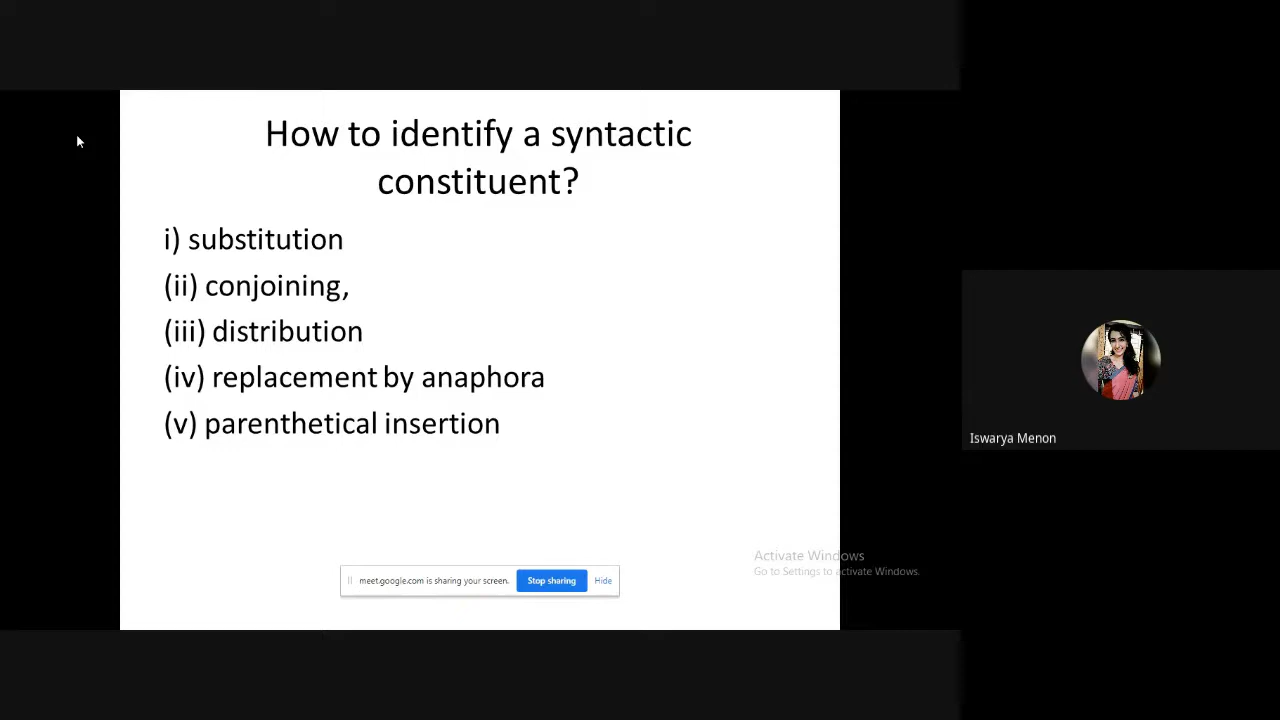 How to identify a syntactic
constituent?
i) substitution
(ii) conjoining,
(iii) distribution
(iv) replacement by anaphora
(v) parenthetical insertion
Iswarya Menon
Activate Windows
Go to Settings to activate Windows.
meet.google.com is sharing your screen. Stop sharing Hide